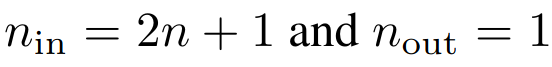 n_in = 2n + 1 and n_out = 1